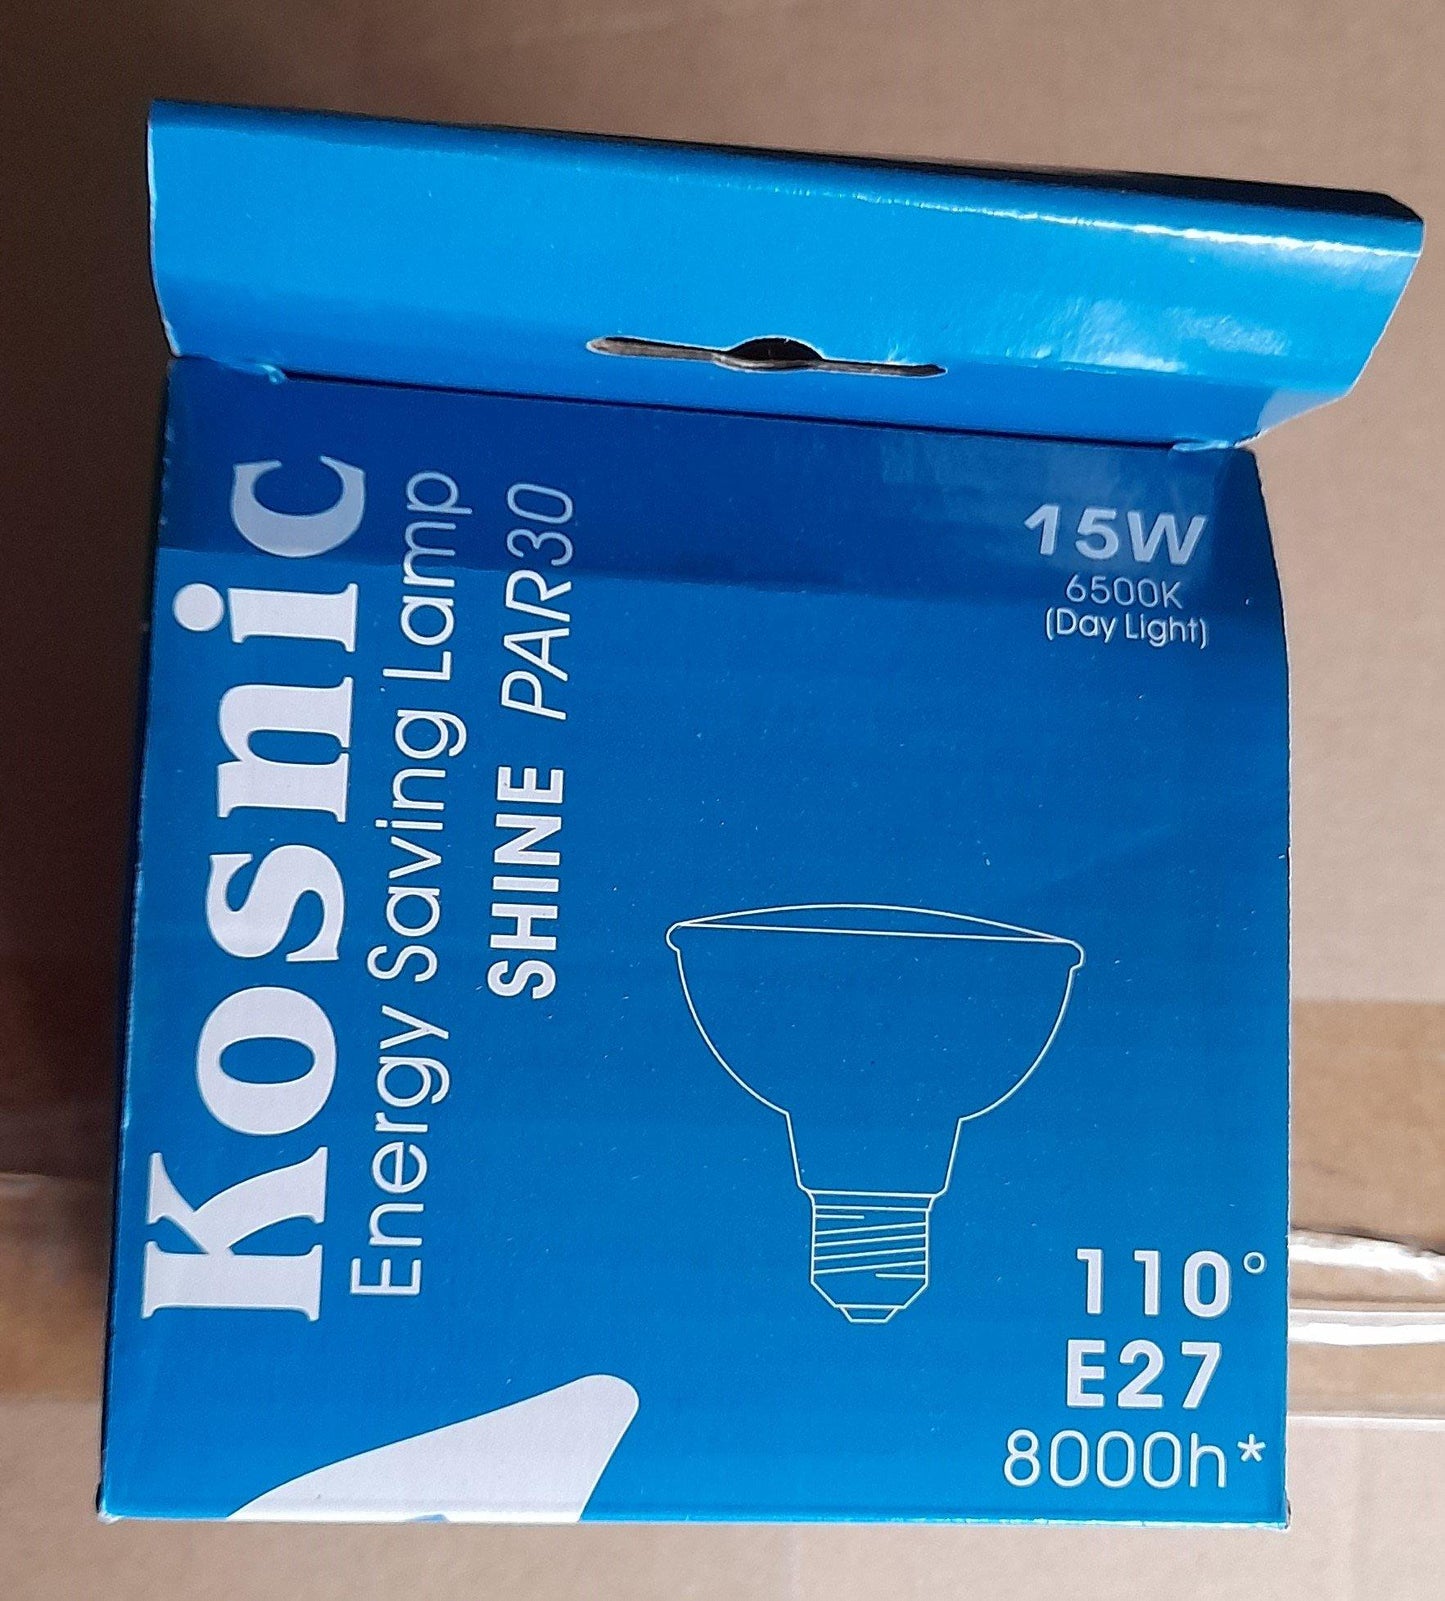 Kosnic
Energy Saving Lamp
SHINE PAR30
15W
6500K
(Day Light)
110°
E27
8000h*